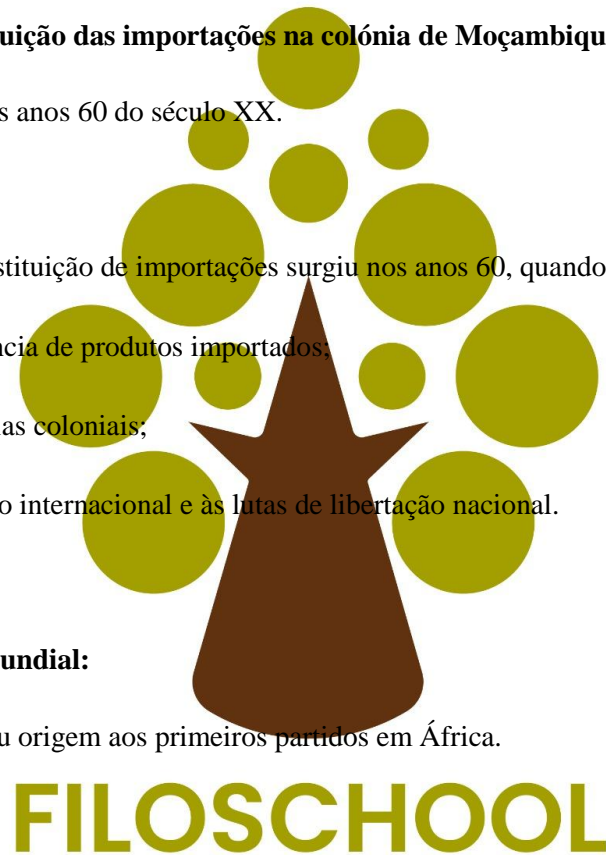 uição das importações na colónia de Moçambiqu
s anos 60 do século XX.
stituição de importações surgiu nos anos 60, quando
ncia de produtos importados;
ias coloniais;
o internacional e às lutas de libertação nacional.
undial:
u origem aos primeiros partidos em África.
FILOSCHOOL